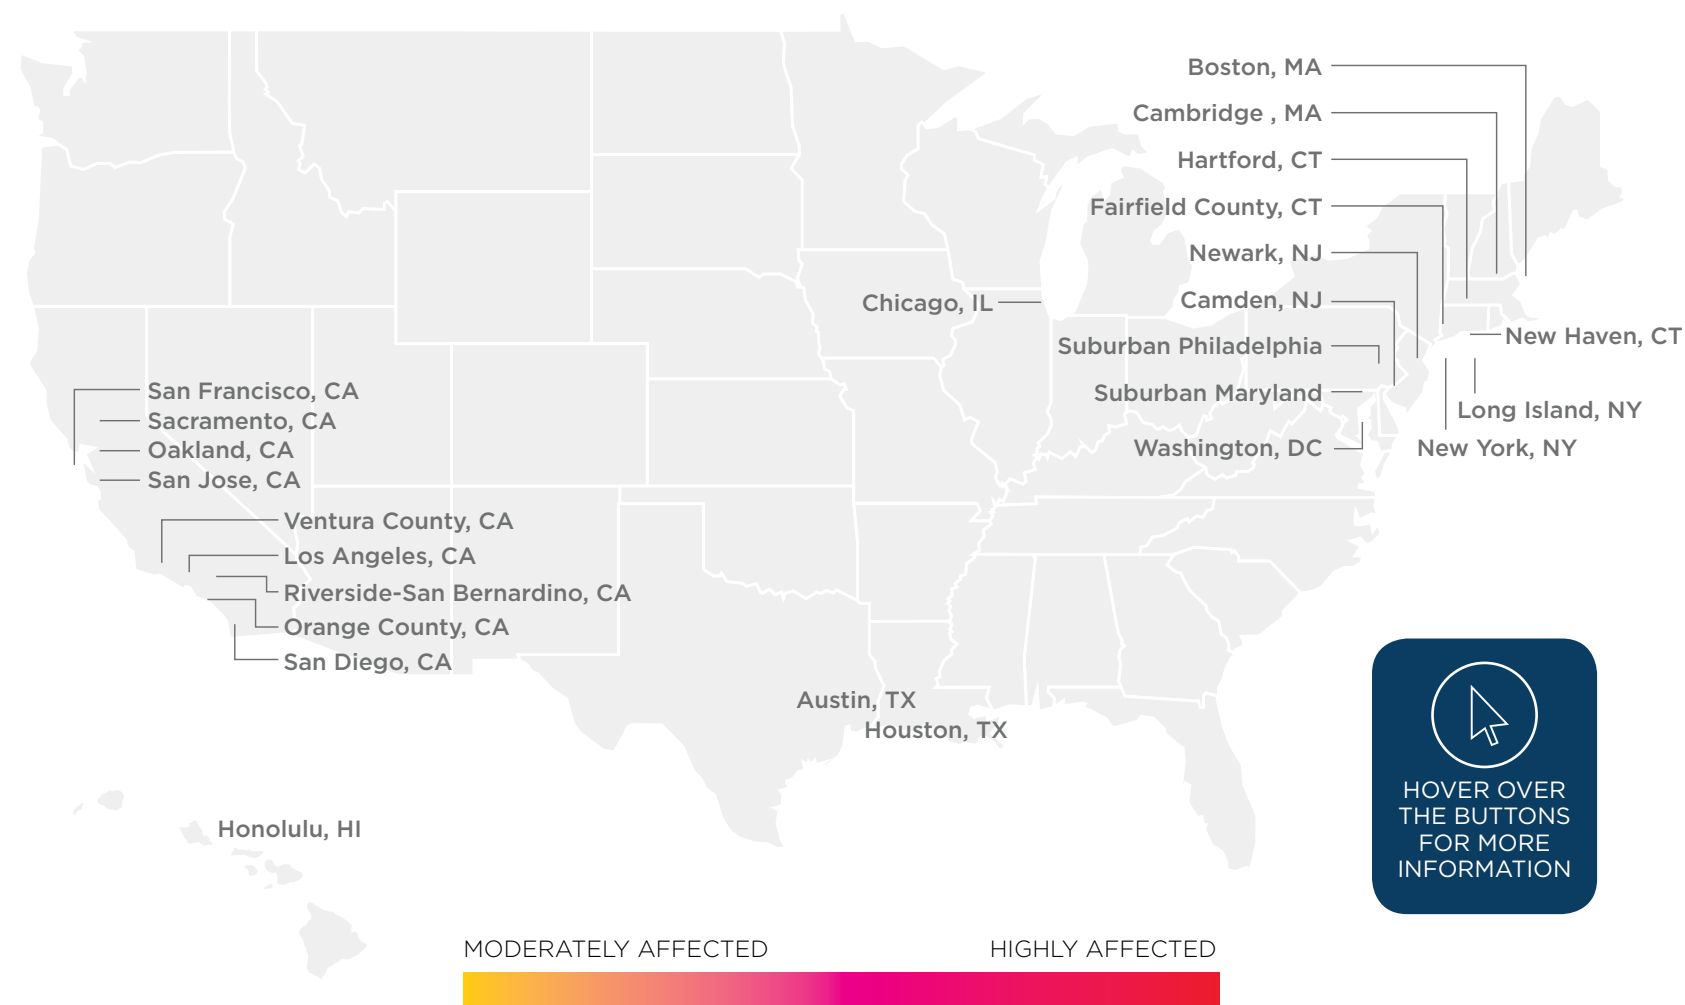 Boston, MA
Cambridge , MA
Hartford, CT
Fairfield County, CT
Newark, NJ
Chicago, IL
Camden, NJ
New Haven, CT
Suburban Philadelphia
Suburban Maryland
Long Island, NY
Washington, DC
New York, NY
San Francisco, CA
Sacramento, CA
Oakland, CA
San Jose, CA
Ventura County, CA
Los Angeles, CA
Riverside-San Bernardino, CA
Orange County, CA
San Diego, CA
Austin, TX
Houston, TX
Honolulu, HI
HOVER OVER
THE BUTTONS
FOR MORE
INFORMATION
MODERATELY AFFECTED
HIGHLY AFFECTED